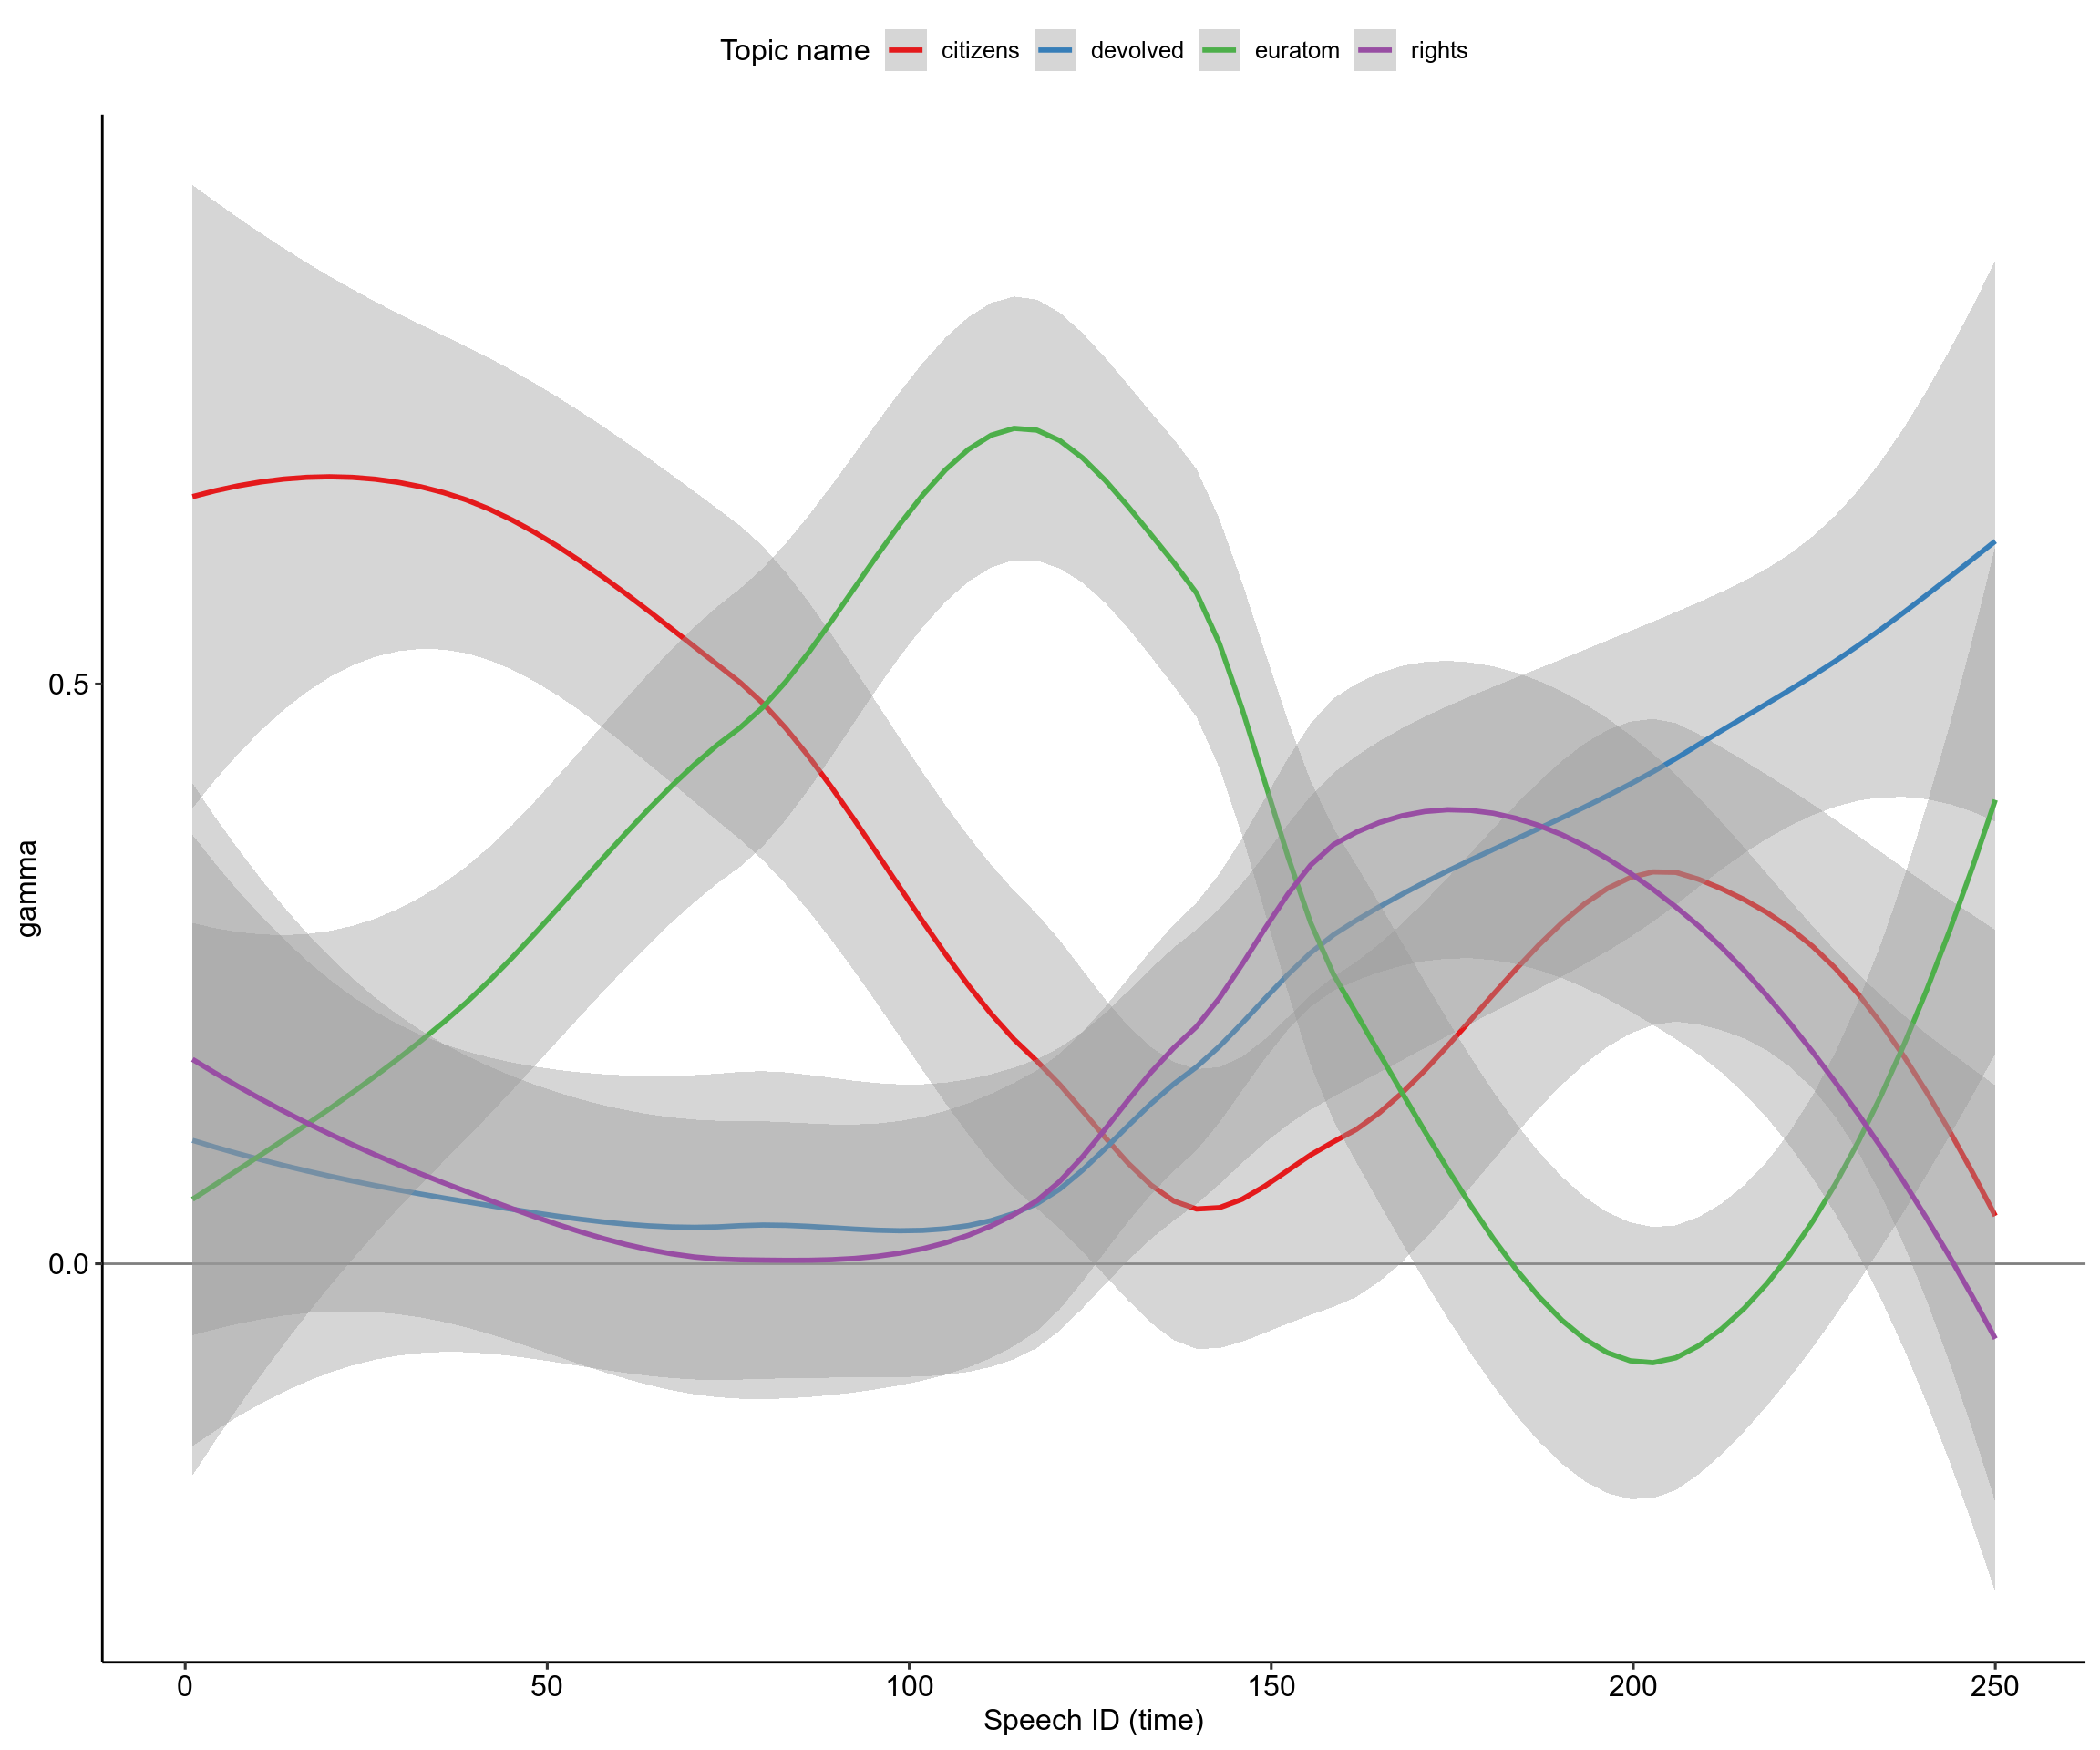 Topic name citizens devolved euratom rights
gamma
0.5
0.0
0 50 100 150 200 250
Speech ID (time)